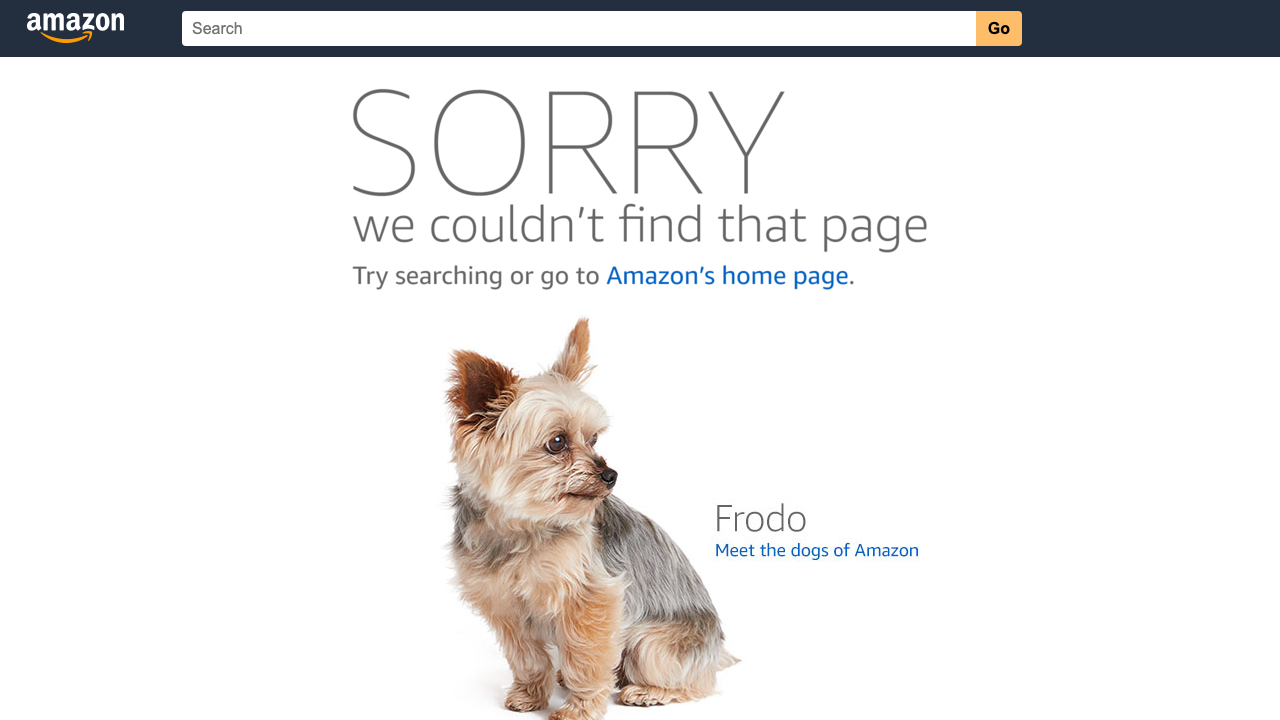 amazon
Search
Go
SORRY
we couldn't find that page
Try searching or go to Amazon's home page.
Frodo
Meet the dogs of Amazon